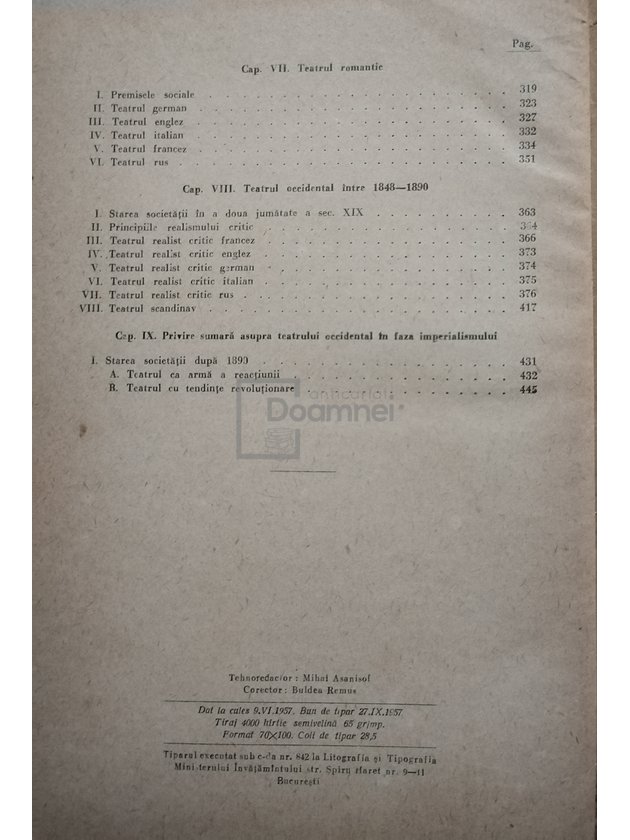 Pag.
Cap. VII. Teatrul romantic
I. Premisele sociale . . . . . . . . . . . . . . . 319
II. Teatrul german . . . . . . . . . . . . . . . 323
III. Teatrul englez . . . . . . . . . . . . . . . 327
IV. Teatrul italian . . . . . . . . . . . . . . . 332
V. Teatrul francez . . . . . . . . . . . . . . . 334
VI. Teatrul rus . . . . . . . . . . . . . . . 351
Cap. VIII. Teatrul occidental între 1848—1890
I. Starea societății în a doua jumătate a sec. XIX . . . . . . . . 363
II. Principiile realismului critic . . . . . . . . . . . . 364
III. Teatrul realist critic francez . . . . . . . . . . . . 366
IV. Teatrul realist critic englez . . . . . . . . . . . . 373
V. Teatrul realist critic german . . . . . . . . . . . . 374
VI. Teatrul realist critic italian . . . . . . . . . . . . 375
VII. Teatrul realist critic rus . . . . . . . . . . . . 376
VIII. Teatrul scandinav . . . . . . . . . . . . . . . 417
Cap. IX. Privire sumară asupra teatrului occidental în faza imperialismului
I. Starea societății după 1890 . . . . . . . . . . . . 431
A. Teatrul ca armă a reacțiunii . . . . . . . . . . . 432
B. Teatrul cu tendințe revoluționare . . . . . . . . . . 445
anticariat
Doamnei
Tehnoredactor : Mihai Asanisof
Corector : Buldea Remus
Dat la cules 9.VI.1957. Bun de tipar 27.IX.1957
Tiraj 4000 hîrtie semivelină 65 gr/mp.
Format 70×100. Coli de tipar 28,5
Tiparul executat sub c-da nr. 842 la Litografia și Tipografia
Ministerului Învățămîntului str. Spiru Haret nr. 9—11
București